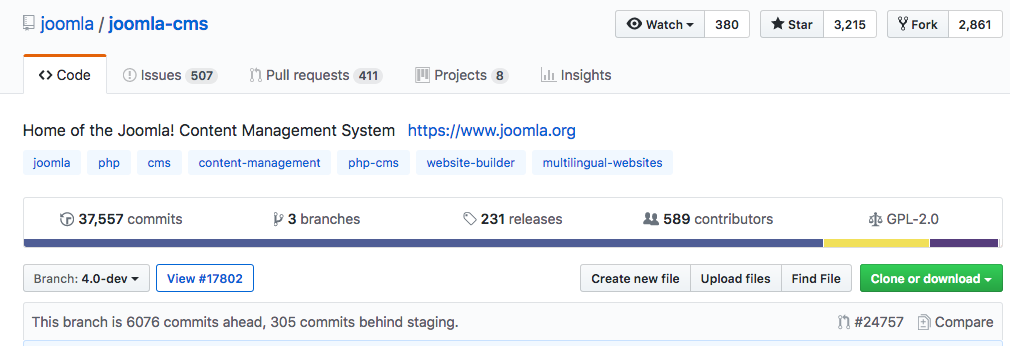 joomla / joomla-cms Watch 380 Star 3,215 Fork 2,861
Code Issues 507 Pull requests 411 Projects 8 Insights
Home of the Joomla! Content Management System https://www.joomla.org
joomla php cms content-management php-cms website-builder multilingual-websites
37,557 commits 3 branches 231 releases 589 contributors GPL-2.0
Branch: 4.0-dev View #17802 Create new file Upload files Find File Clone or download
This branch is 6076 commits ahead, 305 commits behind staging. #24757 Compare